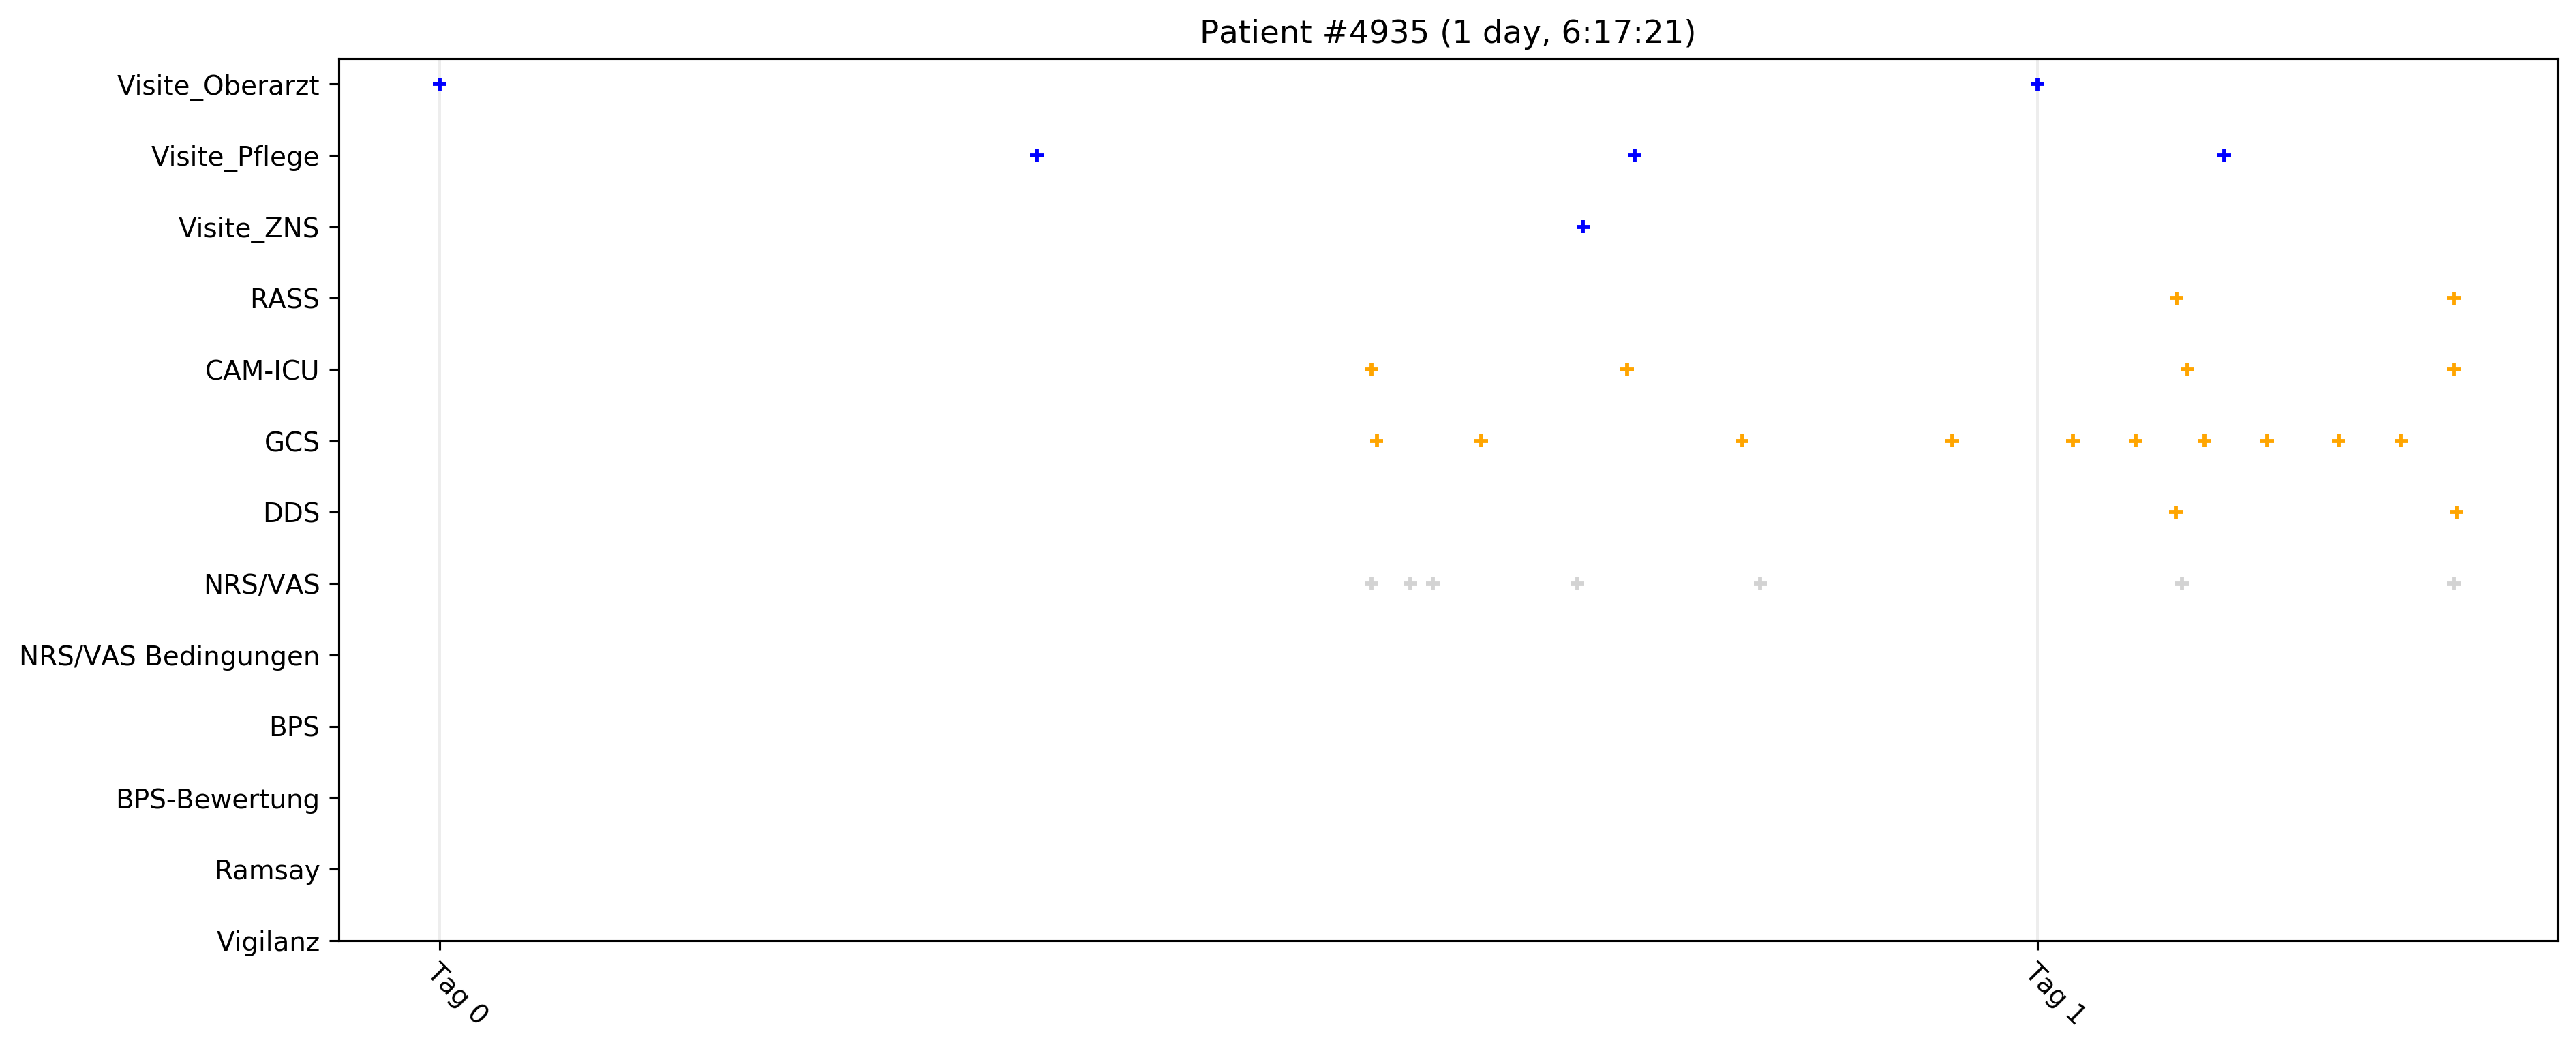 Patient #4935 (1 day, 6:17:21)
Visite_Oberarzt
Visite_Pflege
Visite_ZNS
RASS
CAM-ICU
GCS
DDS
NRS/VAS
NRS/VAS Bedingungen
BPS
BPS-Bewertung
Ramsay
Vigilanz
Tag 0
Tag 1